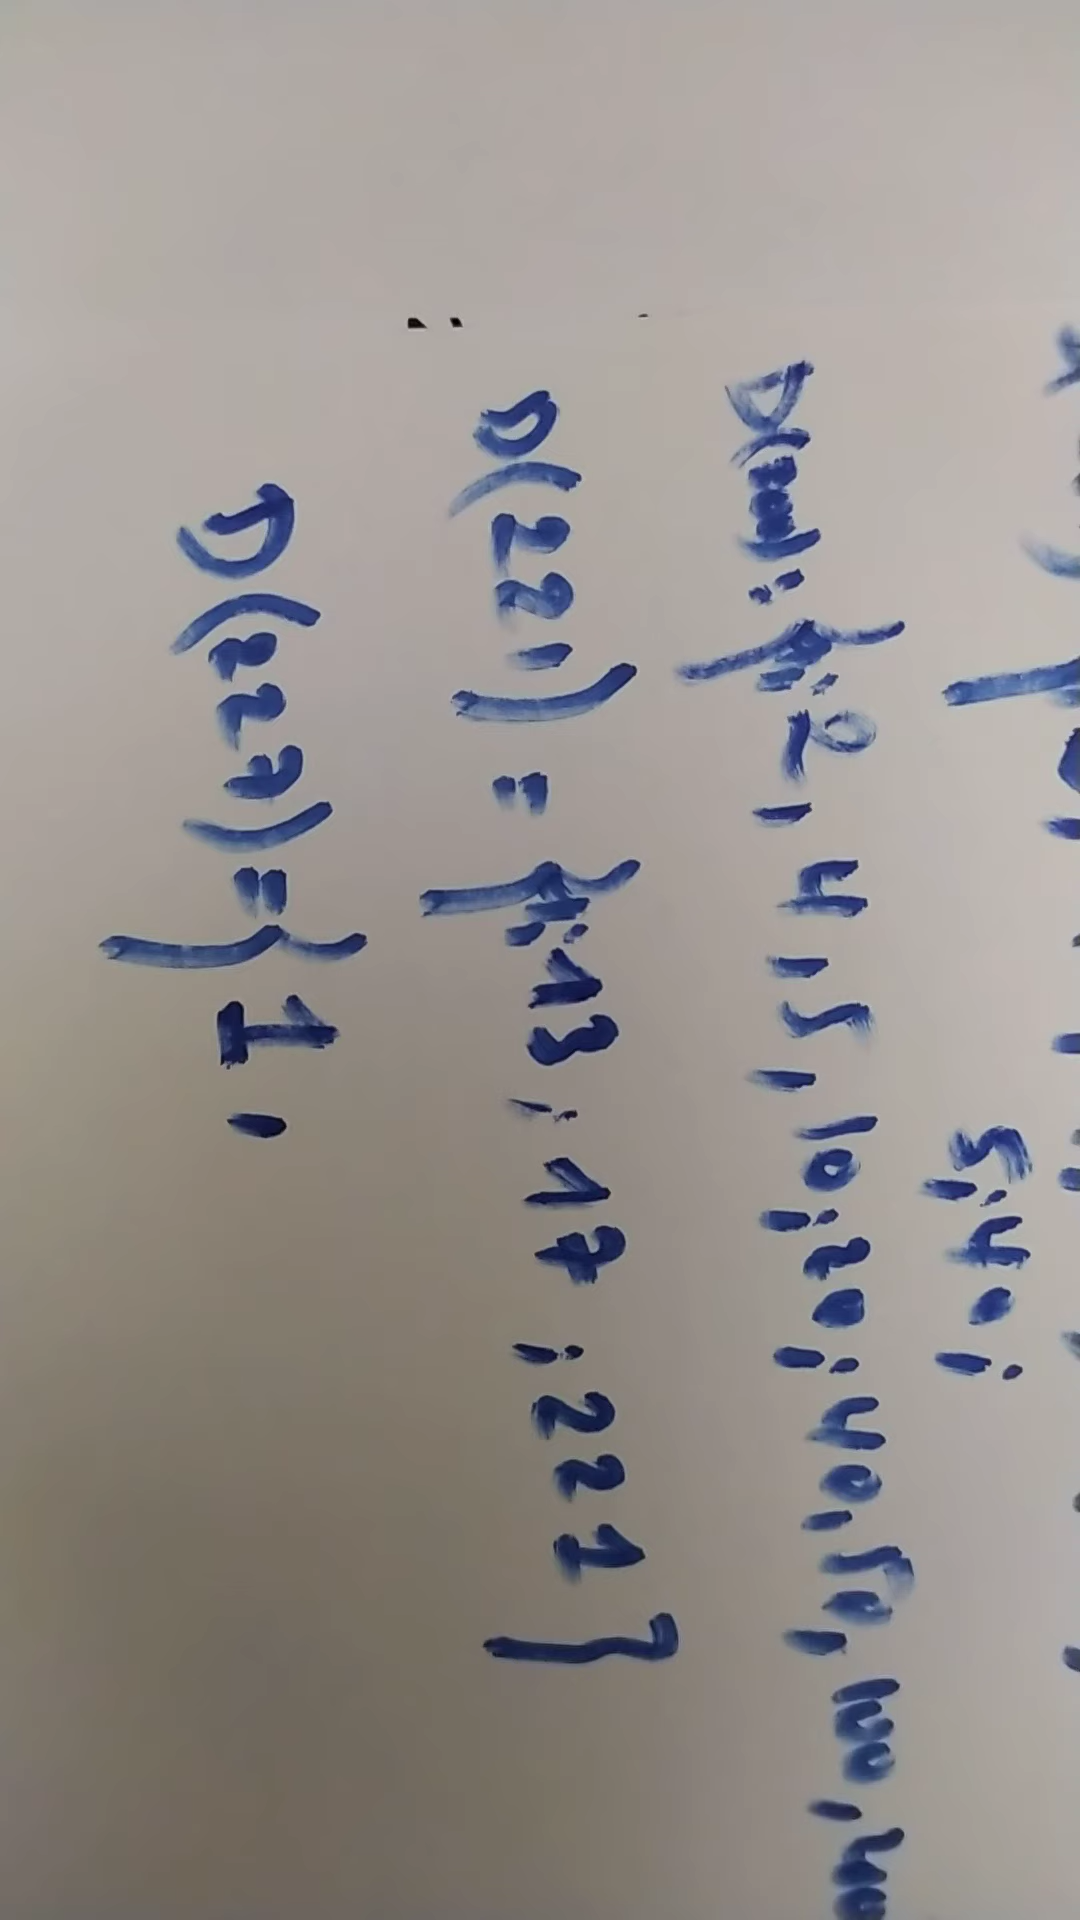 5;40;
D(200): {1; 2, 4, 5, 10; 20; 40, 50, 100, 200
D(221) = {1; 13; 17; 221}
D(227) = {1,